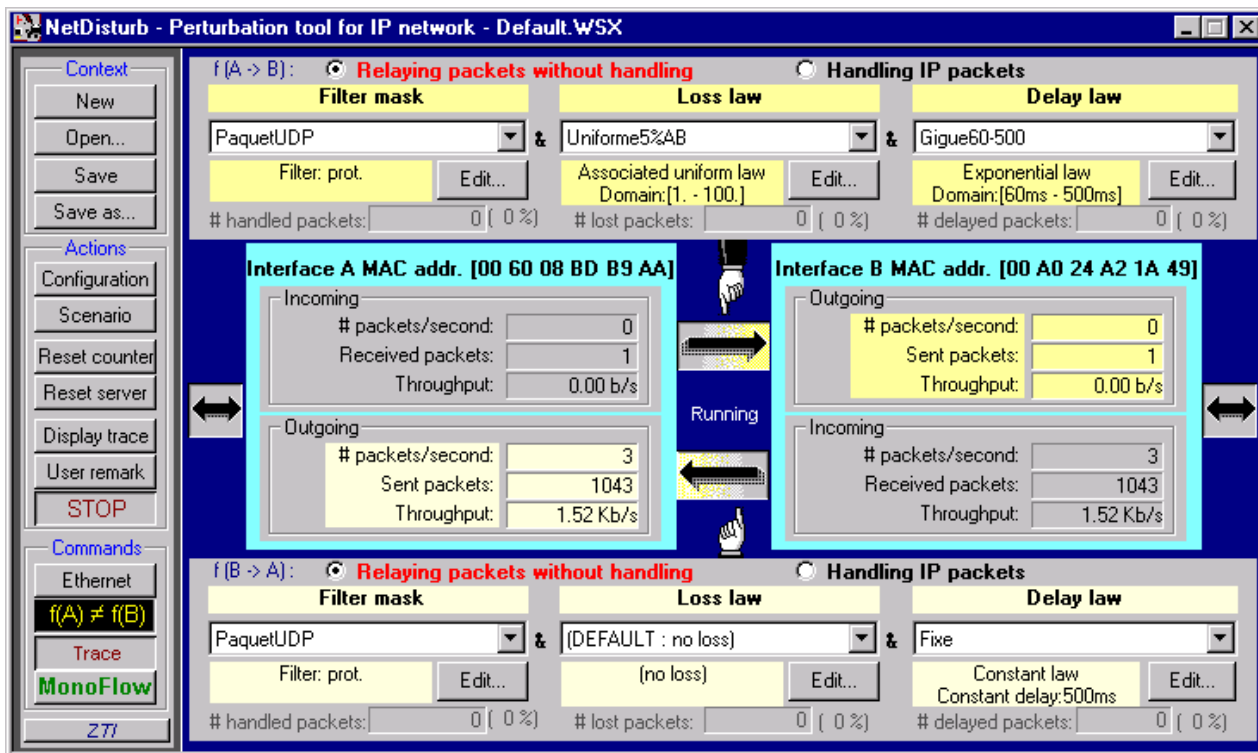 NetDisturb - Perturbation tool for IP network - Default.WSX
Context
New
Open...
Save
Save as...
Actions
Configuration
Scenario
Reset counter
Reset server
Display trace
User remark
STOP
Commands
Ethernet
f(A) ≠ f(B)
Trace
MonoFlow
ZTI
f (A -> B) : Relaying packets without handling Handling IP packets
Filter mask Loss law Delay law
PaquetUDP & Uniforme5%AB & Gigue60-500
Filter: prot. Edit... Associated uniform law Edit... Exponential law Edit...
Domain:[1. - 100.] Domain:[60ms - 500ms]
# handled packets: 0 ( 0 %) # lost packets: 0 ( 0 %) # delayed packets: 0 ( 0 %)
Interface A MAC addr. [00 60 08 BD B9 AA]
Incoming
# packets/second: 0
Received packets: 1
Throughput: 0.00 b/s
Outgoing
# packets/second: 3
Sent packets: 1043
Throughput: 1.52 Kb/s
Running
Interface B MAC addr. [00 A0 24 A2 1A 49]
Outgoing
# packets/second: 0
Sent packets: 1
Throughput: 0.00 b/s
Incoming
# packets/second: 3
Received packets: 1043
Throughput: 1.52 Kb/s
f (B -> A) : Relaying packets without handling Handling IP packets
Filter mask Loss law Delay law
PaquetUDP & (DEFAULT : no loss) & Fixe
Filter: prot. Edit... (no loss) Edit... Constant law Edit...
Constant delay:500ms
# handled packets: 0 ( 0 %) # lost packets: 0 ( 0 %) # delayed packets: 0 ( 0 %)